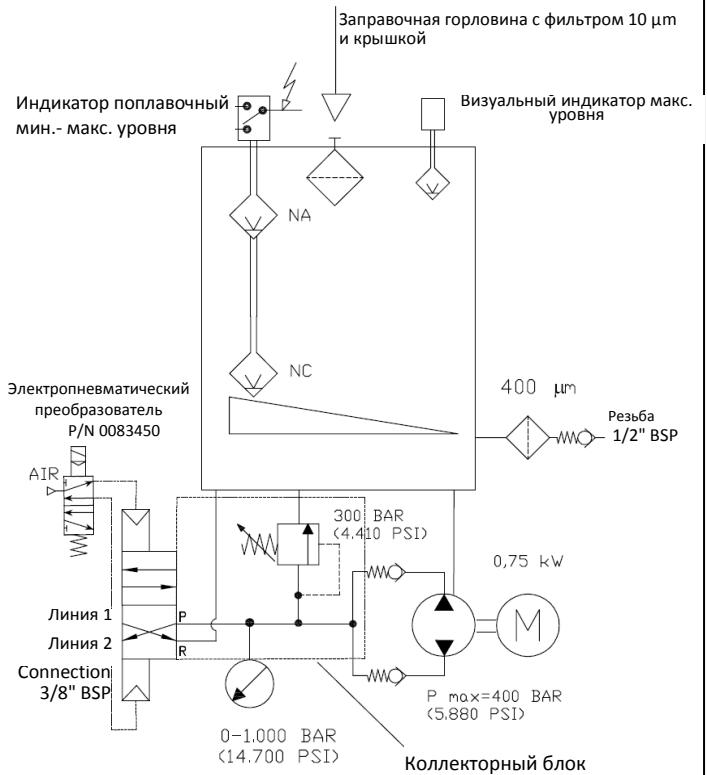 Заправочная горловина с фильтром 10 µm
и крышкой
Индикатор поплавочный
мин.- макс. уровня
Визуальный индикатор макс.
уровня
NA
NC
400 µm
Резьба
1/2" BSP
Электропневматический
преобразователь
P/N 0083450
AIR
300 BAR
(4.410 PSI)
0,75 kW
Линия 1
P
Линия 2
R
M
Connection
3/8" BSP
P max=400 BAR
(5.880 PSI)
0-1.000 BAR
(14.700 PSI)
Коллекторный блок